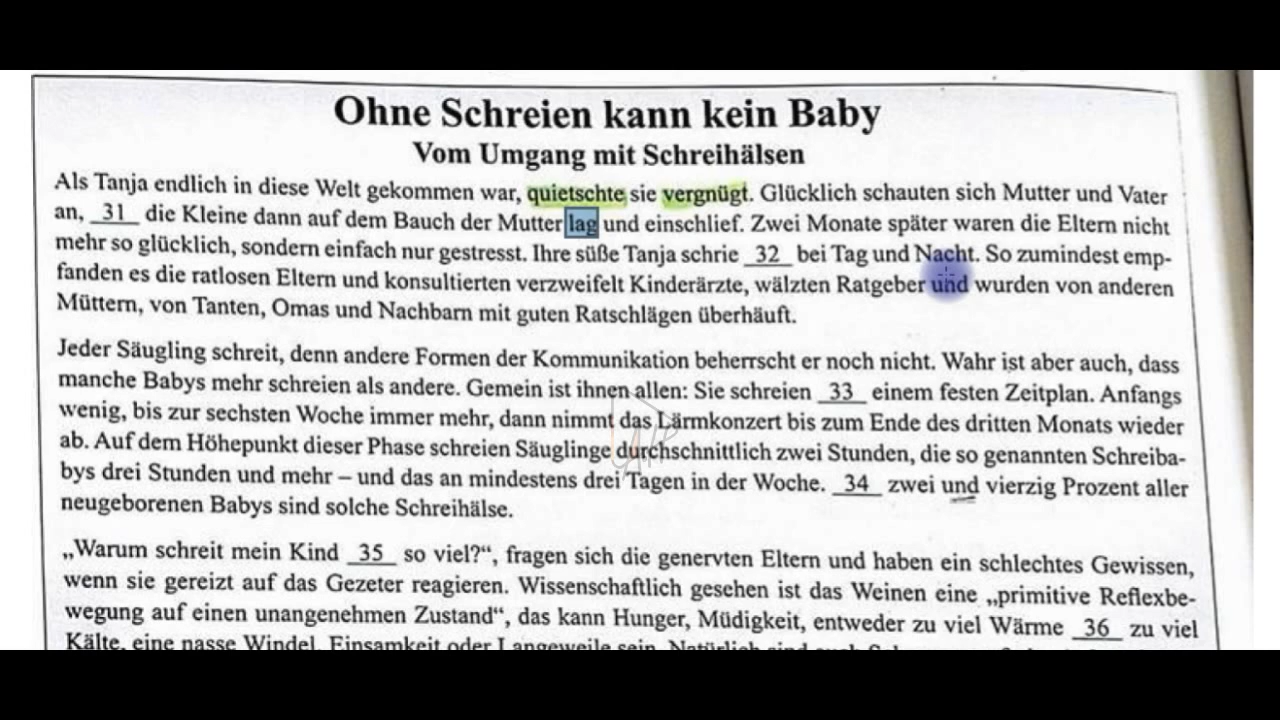 Ohne Schreien kann kein Baby
Vom Umgang mit Schreihälsen
Als Tanja endlich in diese Welt gekommen war, quietschte sie vergnügt. Glücklich schauten sich Mutter und Vater
an, 31 die Kleine dann auf dem Bauch der Mutter lag und einschlief. Zwei Monate später waren die Eltern nicht
mehr so glücklich, sondern einfach nur gestresst. Ihre süße Tanja schrie 32 bei Tag und Nacht. So zumindest emp-
fanden es die ratlosen Eltern und konsultierten verzweifelt Kinderärzte, wälzten Ratgeber und wurden von anderen
Müttern, von Tanten, Omas und Nachbarn mit guten Ratschlägen überhäuft.
Jeder Säugling schreit, denn andere Formen der Kommunikation beherrscht er noch nicht. Wahr ist aber auch, dass
manche Babys mehr schreien als andere. Gemein ist ihnen allen: Sie schreien 33 einem festen Zeitplan. Anfangs
wenig, bis zur sechsten Woche immer mehr, dann nimmt das Lärmkonzert bis zum Ende des dritten Monats wieder
ab. Auf dem Höhepunkt dieser Phase schreien Säuglinge durchschnittlich zwei Stunden, die so genannten Schreiba-
bys drei Stunden und mehr – und das an mindestens drei Tagen in der Woche. 34 zwei und vierzig Prozent aller
neugeborenen Babys sind solche Schreihälse.
„Warum schreit mein Kind 35 so viel?“, fragen sich die genervten Eltern und haben ein schlechtes Gewissen,
wenn sie gereizt auf das Gezeter reagieren. Wissenschaftlich gesehen ist das Weinen eine „primitive Reflexbe-
wegung auf einen unangenehmen Zustand“, das kann Hunger, Müdigkeit, entweder zu viel Wärme 36 zu viel
Kälte, eine nasse Windel, Einsamkeit oder Langeweile sein. Natürlich sind auch